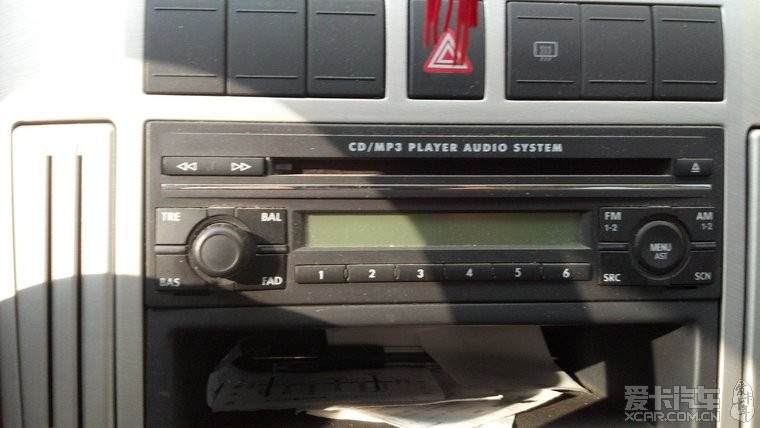 CD/MP3 PLAYER AUDIO SYSTEM
TRE BAL
FM 1-2
AM 1-2
MENU
AST
BAS FAD
1 2 3 4 5 6
SRC SCN
爱卡汽车
XCAR.COM.CN